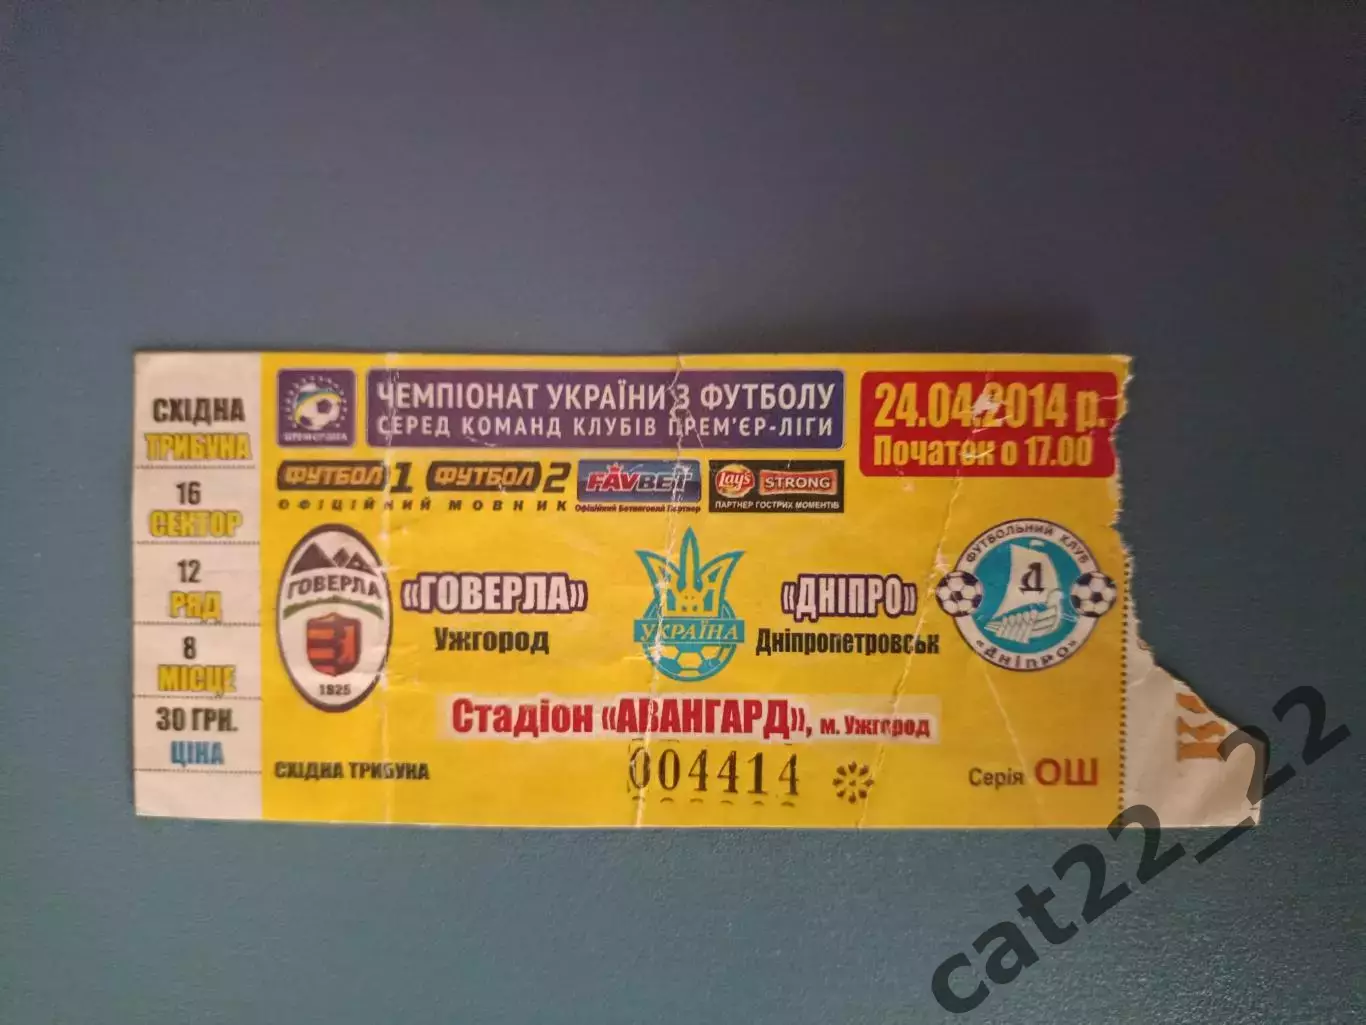 СХІДНА
ТРИБУНА
16
СЕКТОР
12
РЯД
8
МІСЦЕ
30 ГРН.
ЦІНА
ЧЕМПІОНАТ УКРАЇНИ З ФУТБОЛУ
СЕРЕД КОМАНД КЛУБІВ ПРЕМ'ЄР-ЛІГИ
24.04.2014 р.
Початок о 17.00
ФУТБОЛ 1 ФУТБОЛ 2
ОФІЦІЙНИЙ МОВНИК
FAVBET
Офіційний Беттинговий Партнер
Lay's STRONG
ПАРТНЕР ГОСТРИХ МОМЕНТІВ
ГОВЕРЛА
1925
«ГОВЕРЛА»
Ужгород
УКРАЇНА
«ДНІПРО»
Дніпропетровськ
ФУТБОЛЬНИЙ КЛУБ
Д
«ДНІПРО»
Стадіон «АВАНГАРД», м. Ужгород
СХІДНА ТРИБУНА
004414
Серія ОШ
cat22_22